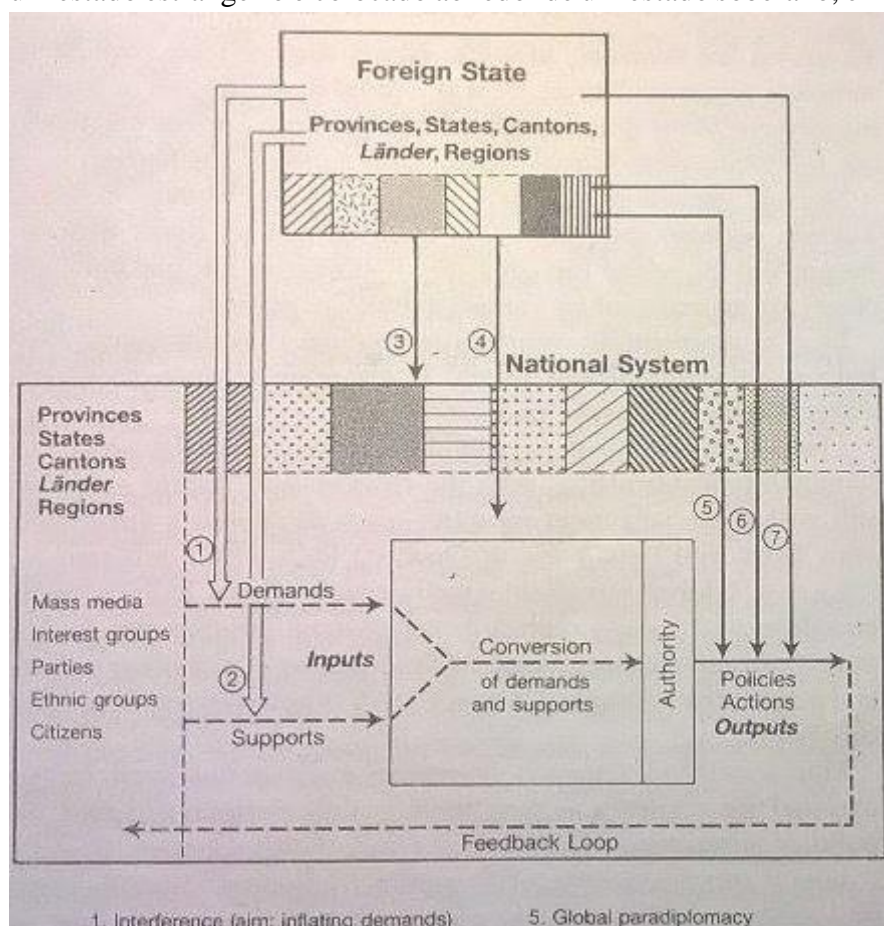 Foreign State
Provinces, States, Cantons,
Länder, Regions
3
4
National System
Provinces
States
Cantons
Länder
Regions
5
6
7
1
Demands
Mass media
Interest groups
Parties
Ethnic groups
Citizens
Inputs
2
Supports
Conversion
of demands
and supports
Authority
Policies
Actions
Outputs
Feedback Loop
1. Interference (aim: inflating demands)
5. Global paradiplomacy